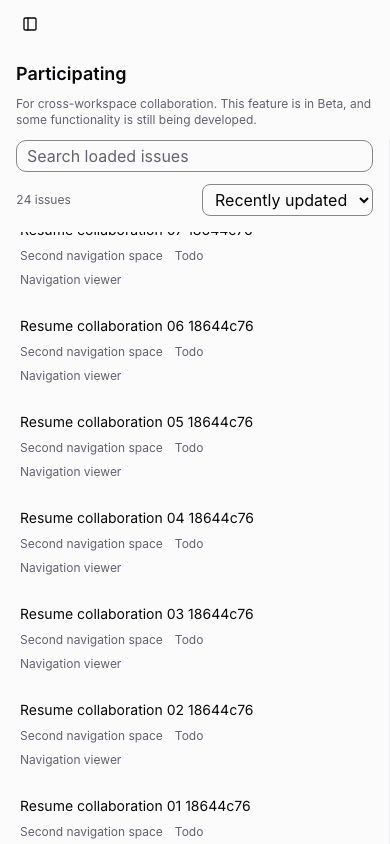 Participating
For cross-workspace collaboration. This feature is in Beta, and
some functionality is still being developed.
Search loaded issues
24 issues
Recently updated
Resume collaboration 07 18644c76
Second navigation space Todo
Navigation viewer
Resume collaboration 06 18644c76
Second navigation space Todo
Navigation viewer
Resume collaboration 05 18644c76
Second navigation space Todo
Navigation viewer
Resume collaboration 04 18644c76
Second navigation space Todo
Navigation viewer
Resume collaboration 03 18644c76
Second navigation space Todo
Navigation viewer
Resume collaboration 02 18644c76
Second navigation space Todo
Navigation viewer
Resume collaboration 01 18644c76
Second navigation space Todo